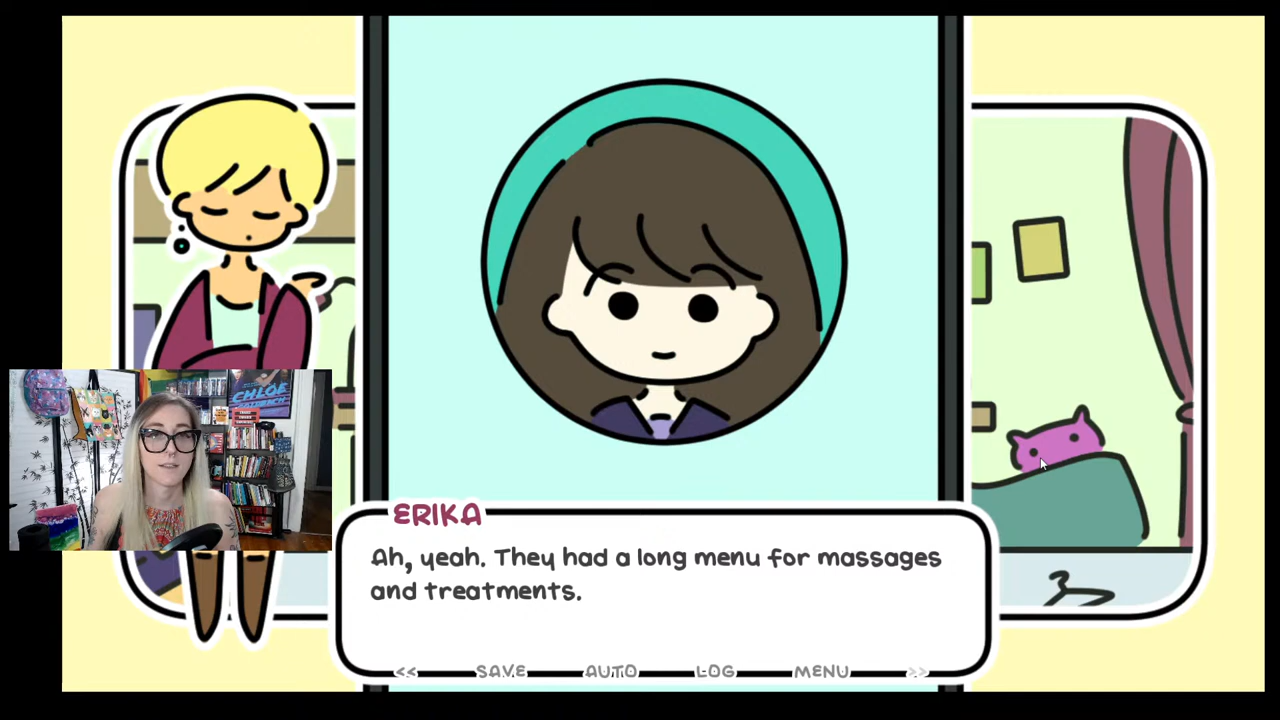 CHLOE
ERIKA
Ah, yeah. They had a long menu for massages
and treatments.
<< SAVE AUTO LOG MENU >>